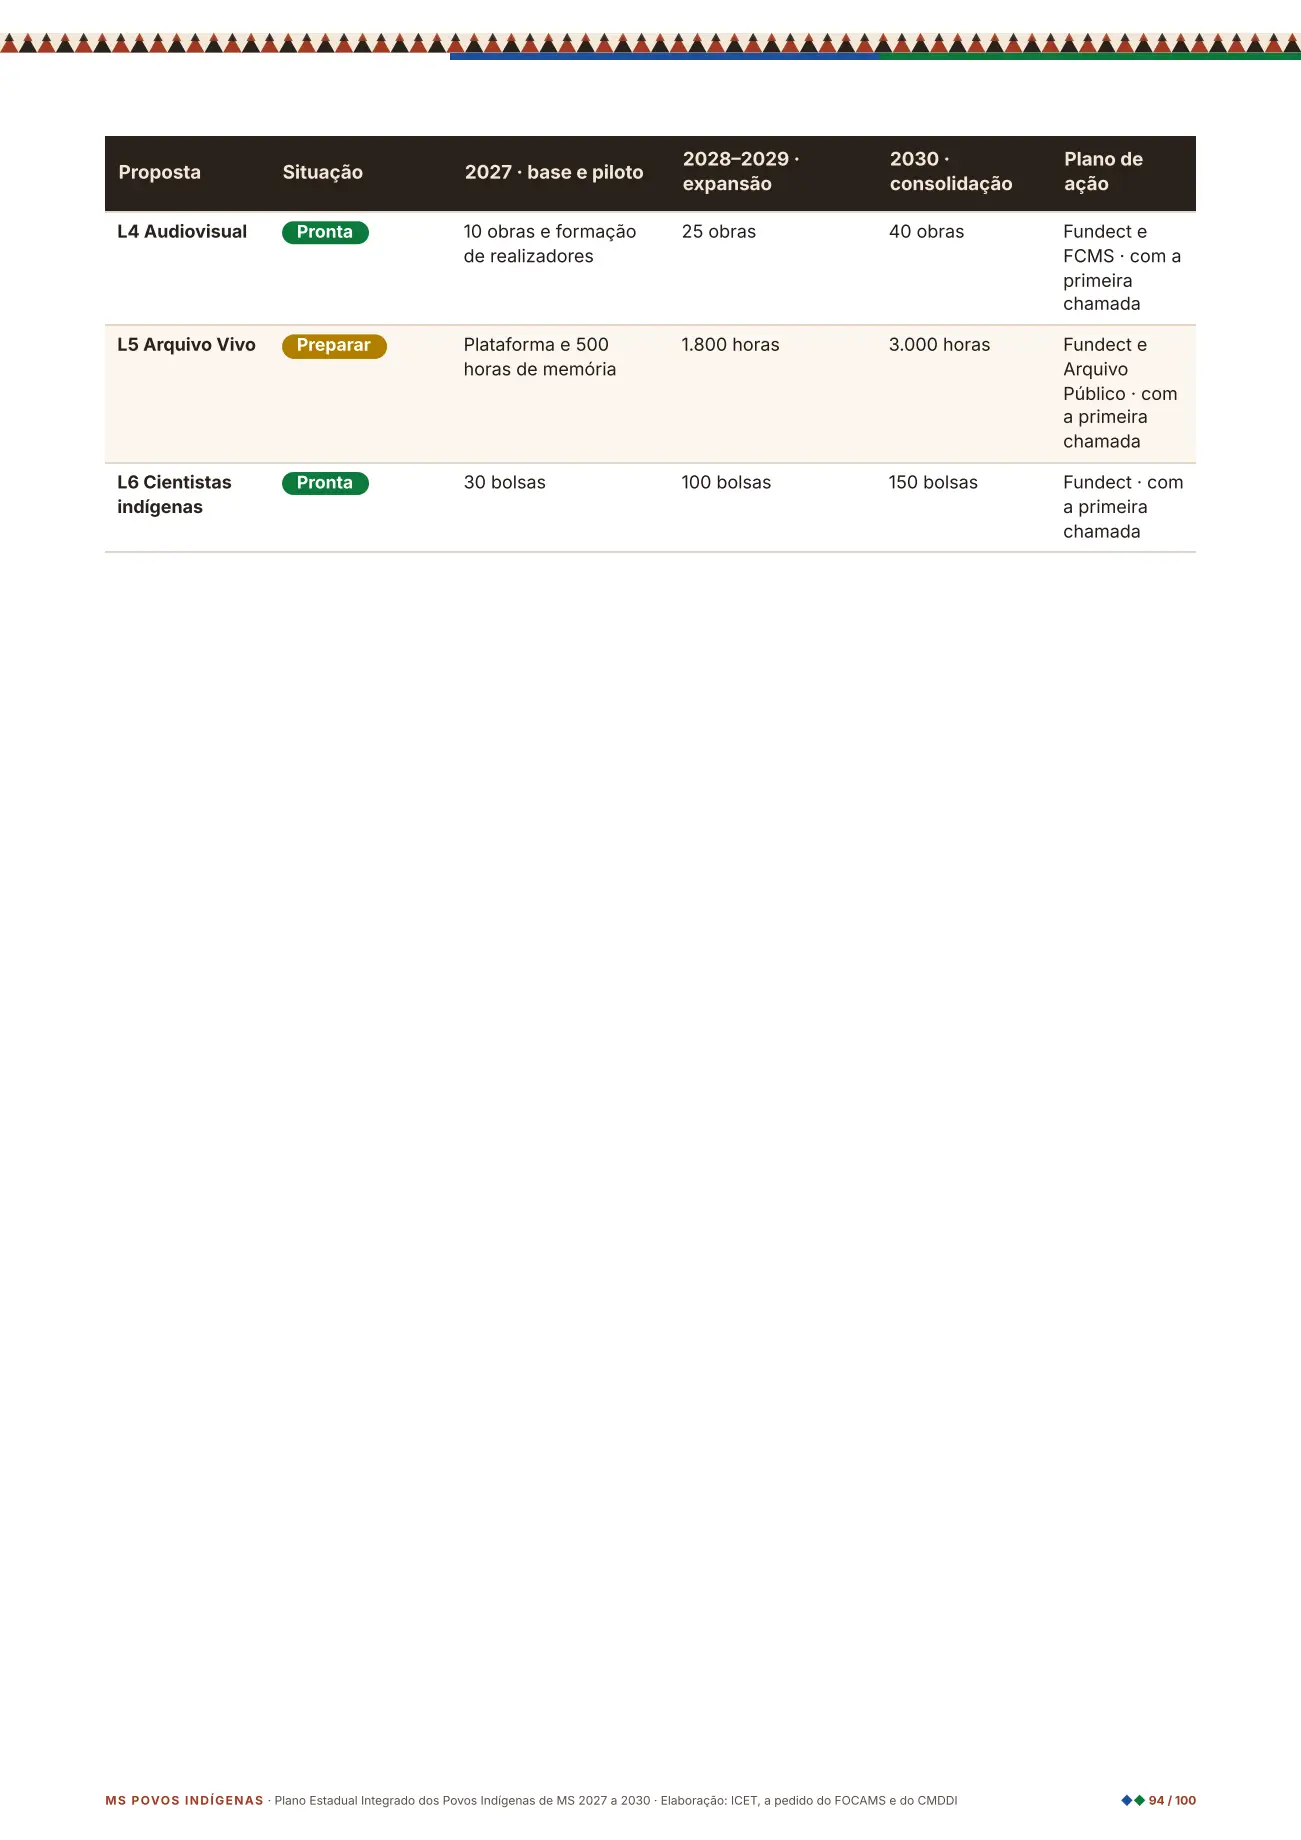 Proposta Situação 2027 · base e piloto 2028–2029 · expansão 2030 · consolidação Plano de ação
L4 Audiovisual Pronta 10 obras e formação 25 obras 40 obras Fundect e
de realizadores FCMS · com a
primeira
chamada
L5 Arquivo Vivo Preparar Plataforma e 500 1.800 horas 3.000 horas Fundect e
horas de memória Arquivo
Público · com
a primeira
chamada
L6 Cientistas Pronta 30 bolsas 100 bolsas 150 bolsas Fundect · com
indígenas a primeira
chamada
MS POVOS INDÍGENAS · Plano Estadual Integrado dos Povos Indígenas de MS 2027 a 2030 · Elaboração: ICET, a pedido do FOCAMS e do CMDDI 94 / 100